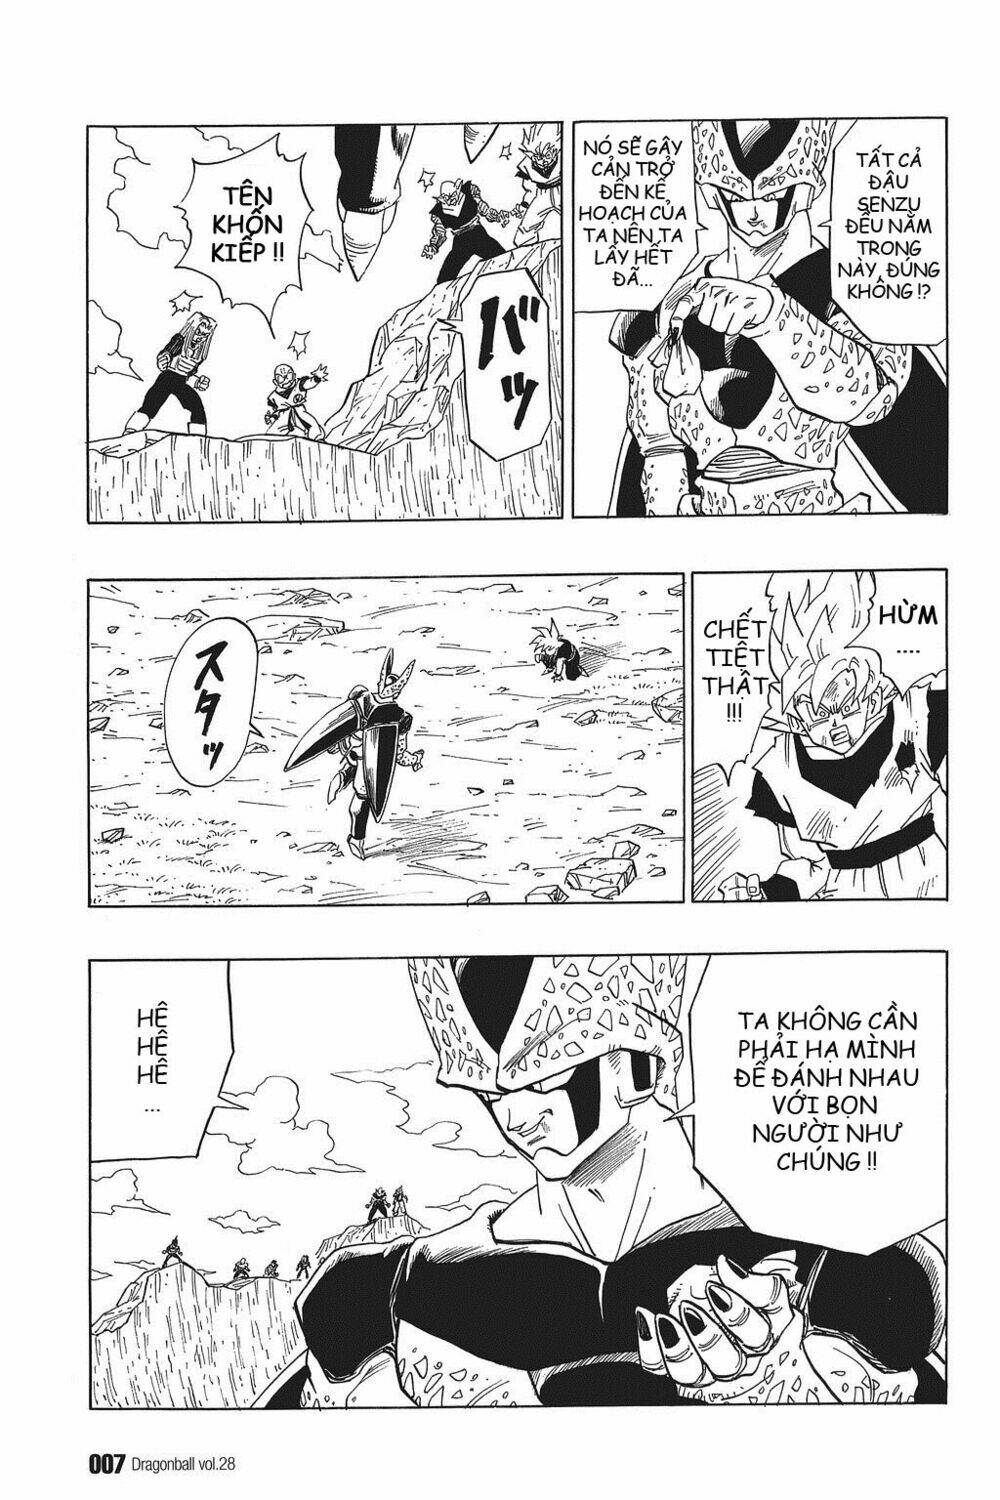 TẤT CẢ
ĐẬU
SENZU
ĐỀU NẰM
TRONG
NÀY, ĐÚNG
KHÔNG !?
NÓ SẼ GÂY
CẢN TRỞ
ĐẾN KẾ
HOẠCH CỦA
TA NÊN TA
LẤY HẾT
ĐÃ...
バッ
TÊN
KHỐN
KIẾP !!
HỪM
....
CHẾT
TIỆT
THẬT
!!!
スタッ
TA KHÔNG CẦN
PHẢI HẠ MÌNH
ĐỂ ĐÁNH NHAU
VỚI BỌN
NGƯỜI NHƯ
CHÚNG !!
HÊ
HÊ
HÊ
...
007 Dragonball vol.28